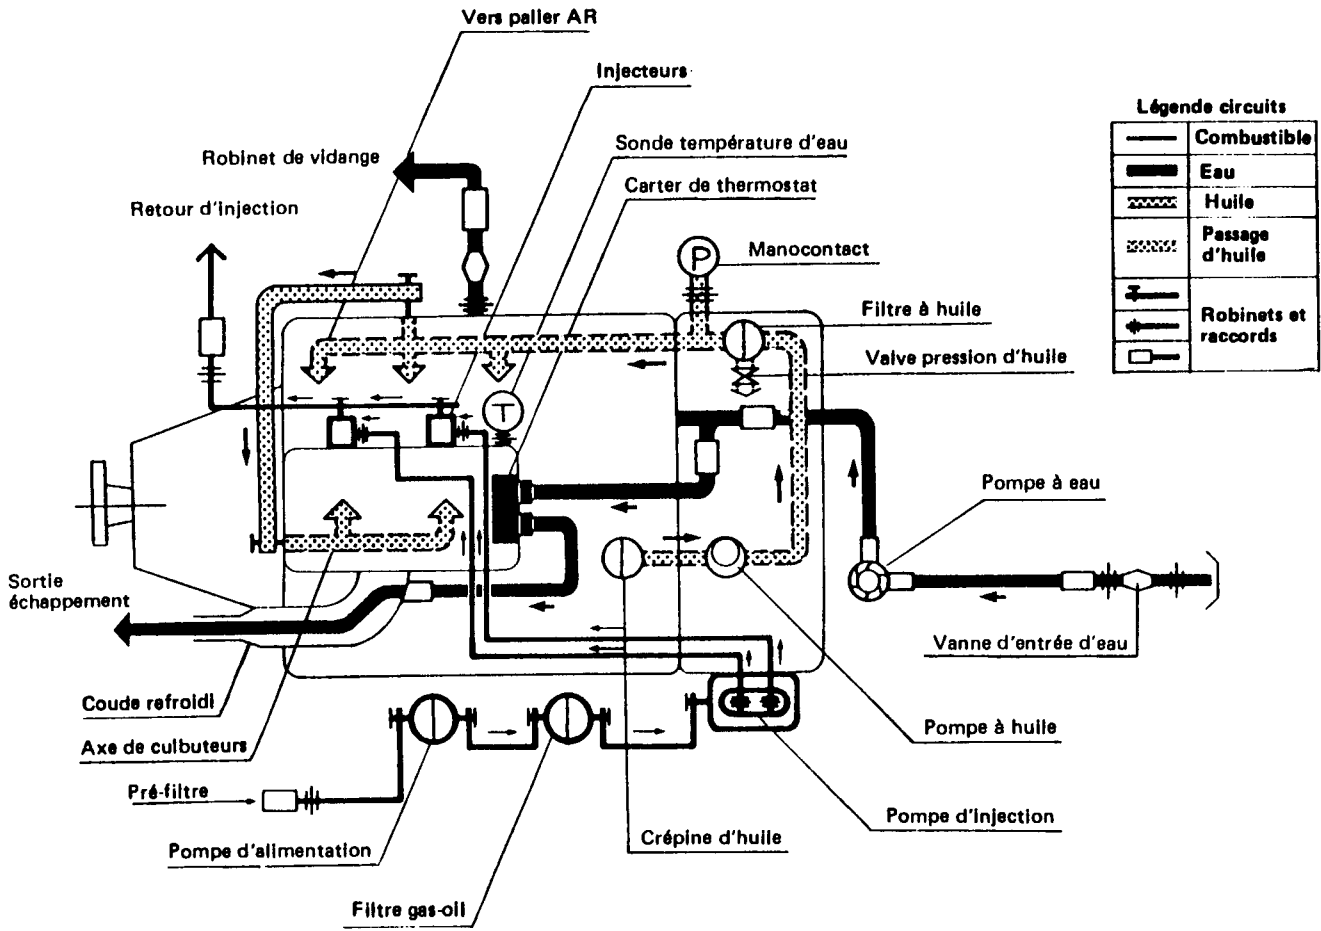 Vers palier AR
Injecteurs
Sonde température d'eau
Robinet de vidange
Carter de thermostat
Retour d'injection
Manocontact
Filtre à huile
Valve pression d'huile
Légende circuits
Combustible
Eau
Huile
Passage
d'huile
Robinets et
raccords
P
T
Pompe à eau
Sortie
échappement
Vanne d'entrée d'eau
Coude refroidi
Axe de culbuteurs
Pompe à huile
Pré-filtre
Pompe d'injection
Crépine d'huile
Pompe d'alimentation
Filtre gas-oil